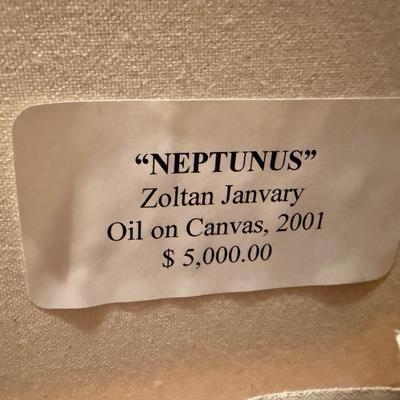 “NEPTUNUS”
Zoltan Janvary
Oil on Canvas, 2001
$ 5,000.00